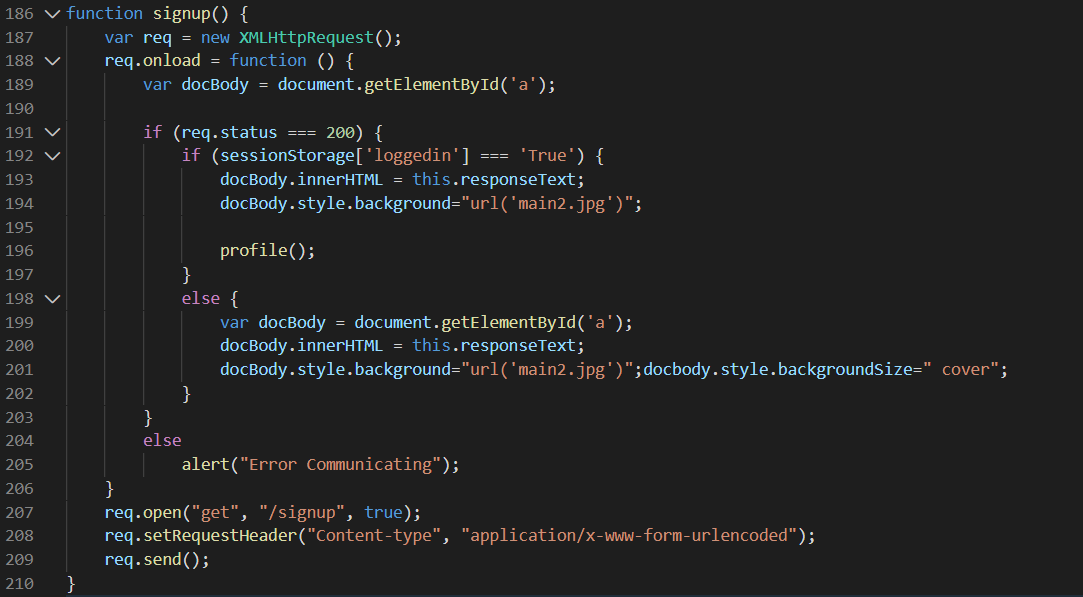 186 function signup() {
187     var req = new XMLHttpRequest();
188     req.onload = function () {
189         var docBody = document.getElementById('a');
190
191         if (req.status === 200) {
192             if (sessionStorage['loggedin'] === 'True') {
193                 docBody.innerHTML = this.responseText;
194                 docBody.style.background="url('main2.jpg')";
195
196                 profile();
197             }
198             else {
199                 var docBody = document.getElementById('a');
200                 docBody.innerHTML = this.responseText;
201                 docBody.style.background="url('main2.jpg')";docbody.style.backgroundSize=" cover";
202             }
203         }
204         else
205             alert("Error Communicating");
206     }
207     req.open("get", "/signup", true);
208     req.setRequestHeader("Content-type", "application/x-www-form-urlencoded");
209     req.send();
210 }